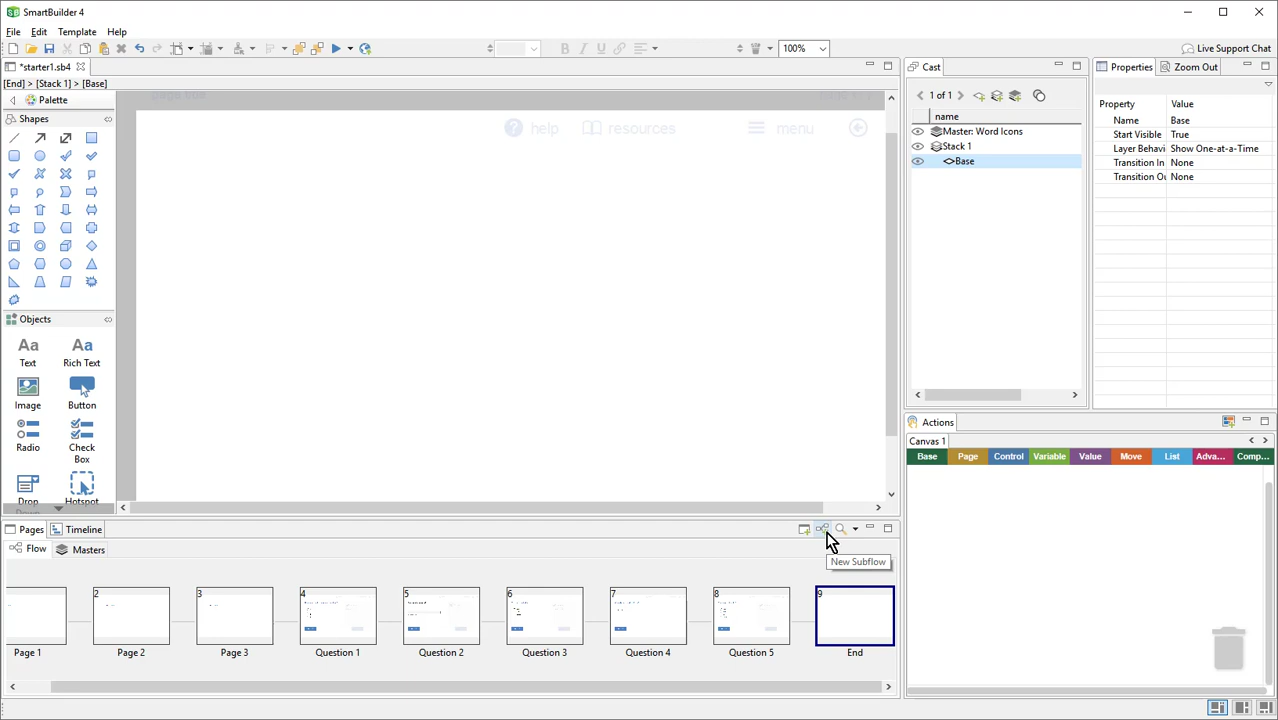 SmartBuilder 4
File Edit Template Help
100%
Live Support Chat
*starter1.sb4
[End] > [Stack 1] > [Base]
Palette
Shapes
Objects
Aa Aa
Text Rich Text
Image Button
Radio Check
Box
Drop Hotspot
Down
page title
help resources menu
Cast
1 of 1
name
Master: Word Icons
Stack 1
<>Base
Properties Zoom Out
Property Value
Name Base
Start Visible True
Layer Behavi Show One-at-a-Time
Transition In None
Transition Ou None
Actions
Canvas 1
Base Page Control Variable Value Move List Adva... Comp...
Pages Timeline
Flow Masters
New Subflow
2 3 4 5 6 7 8 9
Page 1 Page 2 Page 3 Question 1 Question 2 Question 3 Question 4 Question 5 End